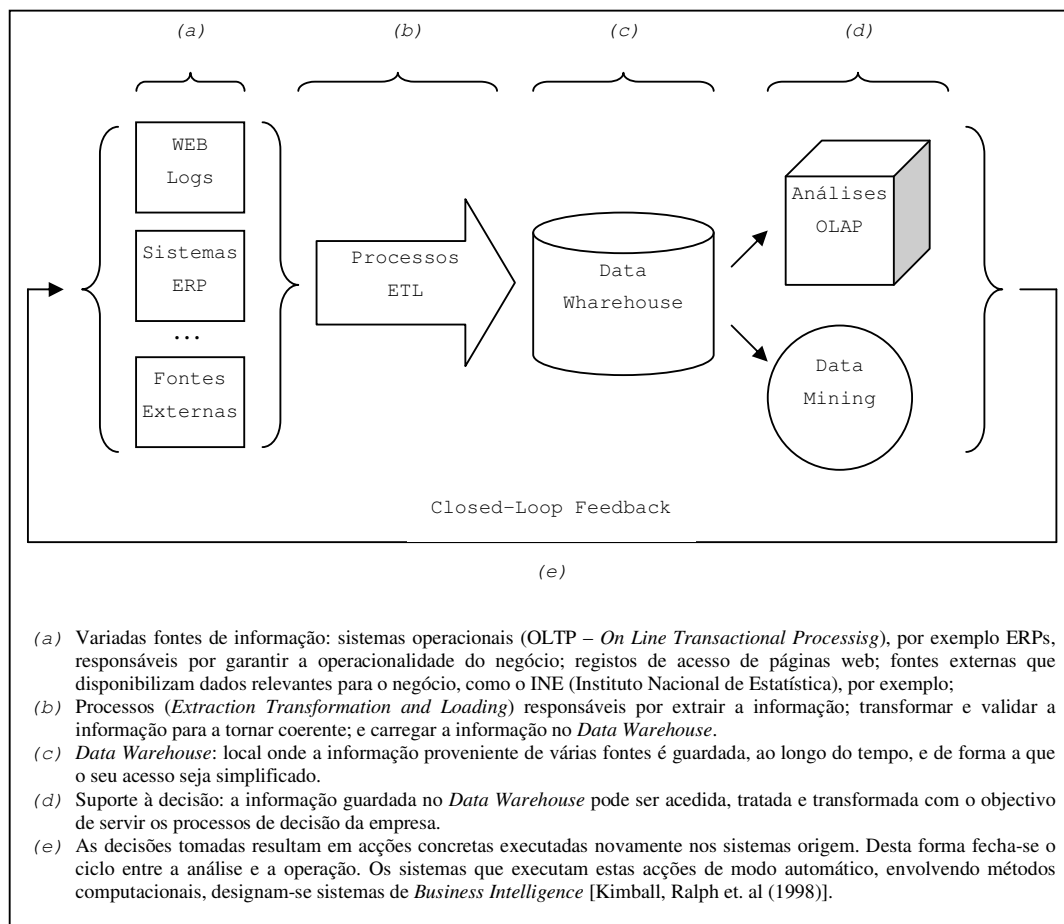 (a) (b) (c) (d)
WEB
Logs
Sistemas
ERP
...
Fontes
Externas
Processos
ETL
Data
Wharehouse
Análises
OLAP
Data
Mining
Closed-Loop Feedback
(e)
(a) Variadas fontes de informação: sistemas operacionais (OLTP – On Line Transactional Processisg), por exemplo ERPs,
responsáveis por garantir a operacionalidade do negócio; registos de acesso de páginas web; fontes externas que
disponibilizam dados relevantes para o negócio, como o INE (Instituto Nacional de Estatística), por exemplo;
(b) Processos (Extraction Transformation and Loading) responsáveis por extrair a informação; transformar e validar a
informação para a tornar coerente; e carregar a informação no Data Warehouse.
(c) Data Warehouse: local onde a informação proveniente de várias fontes é guardada, ao longo do tempo, e de forma a que
o seu acesso seja simplificado.
(d) Suporte à decisão: a informação guardada no Data Warehouse pode ser acedida, tratada e transformada com o objectivo
de servir os processos de decisão da empresa.
(e) As decisões tomadas resultam em acções concretas executadas novamente nos sistemas origem. Desta forma fecha-se o
ciclo entre a análise e a operação. Os sistemas que executam estas acções de modo automático, envolvendo métodos
computacionais, designam-se sistemas de Business Intelligence [Kimball, Ralph et. al (1998)].